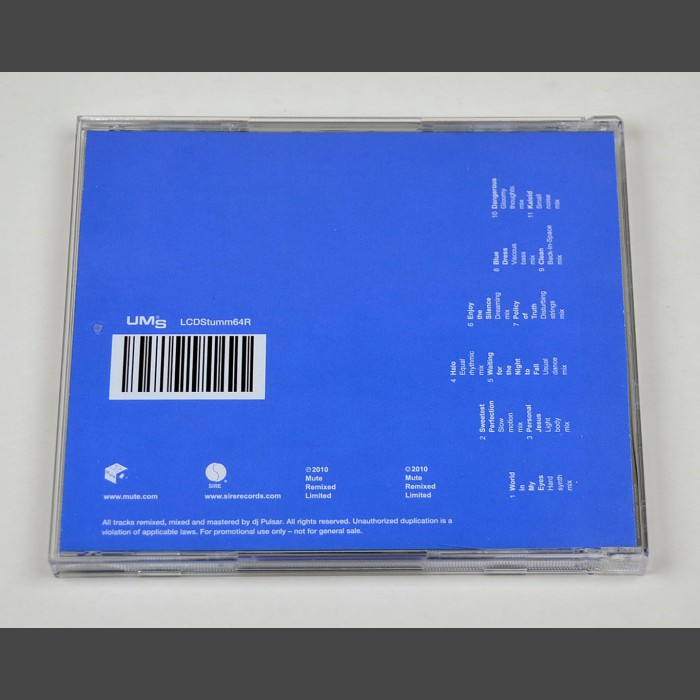 10 Dangerous
Gloomy
thoughts
mix
11 Kaleid
Small
noise
mix
8 Blue
Dress
Viscous
bass
mix
9 Clean
Back-In-Space
mix
6 Enjoy
the
Silence
Dreaming
mix
7 Policy
of
Truth
Disturbing
strings
mix
4 Halo
Equal
rhythmic
mix
5 Waiting
for
the
Night
to
Fall
Usual
dance
mix
2 Sweetest
Perfection
Slow
motion
mix
3 Personal
Jesus
Light
body
mix
1 World
in
My
Eyes
Hard
synth
mix
UMS LCDStumm64R
SIRE
www.mute.com
www.sirerecords.com
℗2010
Mute
Remixed
Limited
©2010
Mute
Remixed
Limited
All tracks remixed, mixed and mastered by dj Pulsar. All rights reserved. Unauthorized duplication is a
violation of applicable laws. For promotional use only – not for general sale.